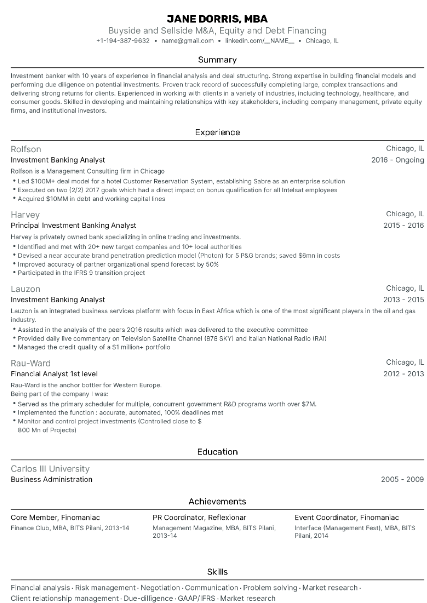 JANE DORRIS, MBA
Buyside and Sellside M&A, Equity and Debt Financing
+1-194-387-9632 • name@gmail.com • linkedin.com/__NAME__ • Chicago, IL
Summary
Investment banker with 10 years of experience in financial analysis and deal structuring. Strong expertise in building financial models and
performing due diligence on potential investments. Proven track record of successfully completing large, complex transactions and
delivering strong returns for clients. Experienced in working with clients in a variety of industries, including technology, healthcare, and
consumer goods. Skilled in developing and maintaining relationships with key stakeholders, including company management, private equity
firms, and institutional investors.
Experience
Rolfson Chicago, IL
Investment Banking Analyst 2016 - Ongoing
Rolfson is a Management Consulting firm in Chicago
• Led $100M+ deal model for a hotel Customer Reservation System, establishing Sabre as an enterprise solution
• Executed on two (2/2) 2017 goals which had a direct impact on bonus qualification for all Intelsat employees
• Acquired $10MM in debt and working capital lines
Harvey Chicago, IL
Principal Investment Banking Analyst 2015 - 2016
Harvey is privately owned bank specializing in online trading and investments.
• Identified and met with 20+ new target companies and 10+ local authorities
• Devised a near accurate brand penetration prediction model (Photon) for 5 P&G brands; saved $6mn in costs
• Improved accuracy of partner organizational spend forecast by 50%
• Participated in the IFRS 9 transition project
Lauzon Chicago, IL
Investment Banking Analyst 2013 - 2015
Lauzon is an integrated business services platform with focus in East Africa which is one of the most significant players in the oil and gas
industry.
• Assisted in the analysis of the peers 2016 results which was delivered to the executive committee
• Provided daily live commentary on Television Satellite Channel (878 SKY) and Italian National Radio (RAI)
• Managed the credit quality of a $1million+ portfolio
Rau-Ward Chicago, IL
Financial Analyst 1st level 2012 - 2013
Rau-Ward is the anchor bottler for Western Europe.
Being part of the company I was:
• Served as the primary scheduler for multiple, concurrent government R&D programs worth over $7M.
• Implemented the function : accurate, automated, 100% deadlines met
• Monitor and control project investments (Controlled close to $
800 Mn of Projects)
Education
Carlos III University
Business Administration 2005 - 2009
Achievements
Core Member, Finomaniac PR Coordinator, Reflexionar Event Coordinator, Finomaniac
Finance Club, MBA, BITS Pilani, 2013-14 Management Magazine, MBA, BITS Pilani, Interface (Management Fest), MBA, BITS
2013-14 Pilani, 2014
Skills
Financial analysis · Risk management · Negotiation · Communication · Problem solving · Market research ·
Client relationship management · Due-dilligence · GAAP/IFRS · Market research